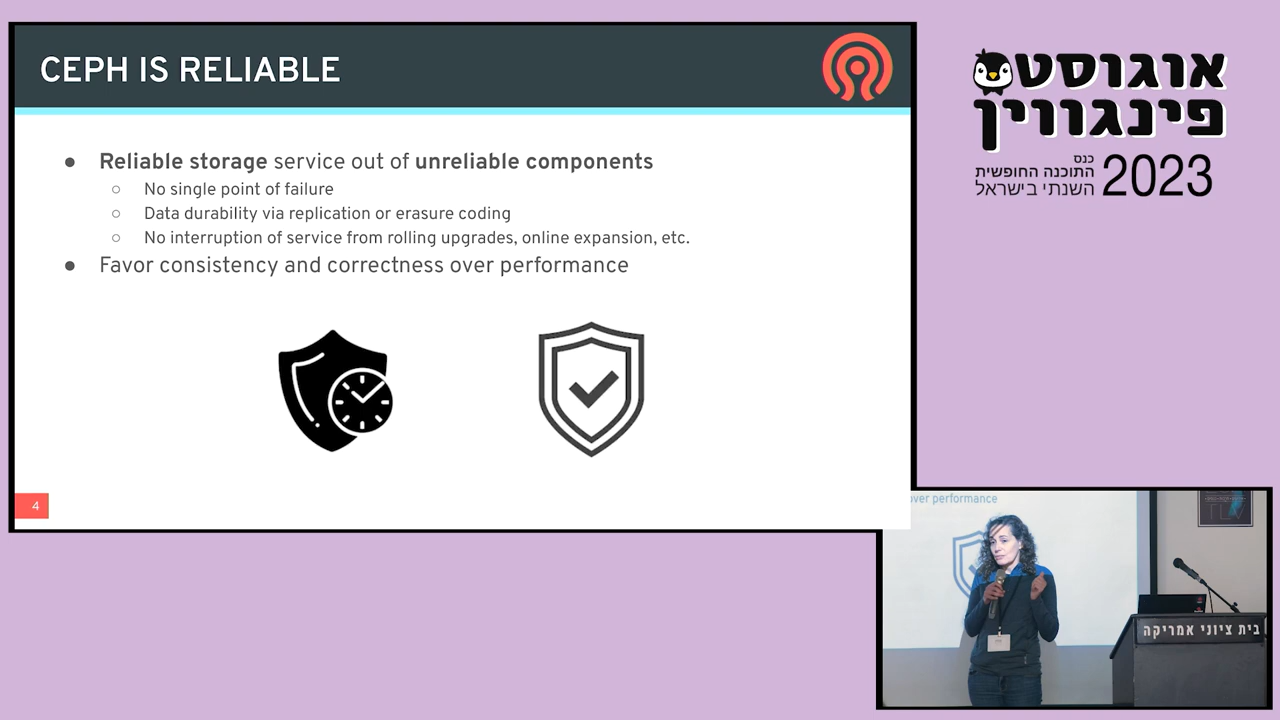 CEPH IS RELIABLE
● Reliable storage service out of unreliable components
○ No single point of failure
○ Data durability via replication or erasure coding
○ No interruption of service from rolling upgrades, online expansion, etc.
● Favor consistency and correctness over performance
4
אוגוסט
פינגווין
כנס
התוכנה החופשית
השנתי בישראל
2023
over performance
TLV
בית ציוני אמריקה